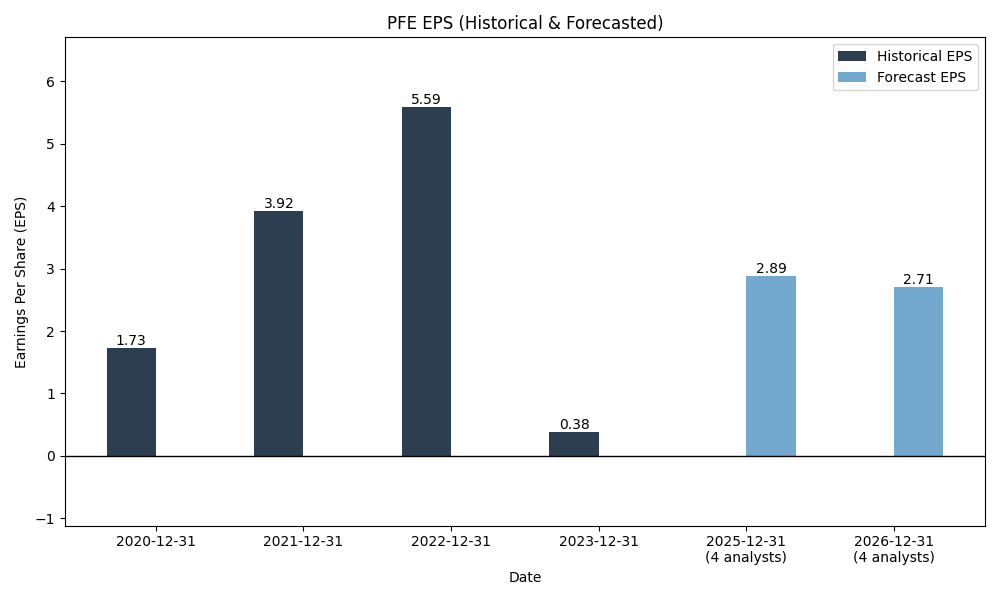 PFE EPS (Historical & Forecasted)
Historical EPS
Forecast EPS
Earnings Per Share (EPS)
6
5
4
3
2
1
0
−1
1.73
3.92
5.59
0.38
2.89
2.71
2020-12-31
2021-12-31
2022-12-31
2023-12-31
2025-12-31
(4 analysts)
2026-12-31
(4 analysts)
Date